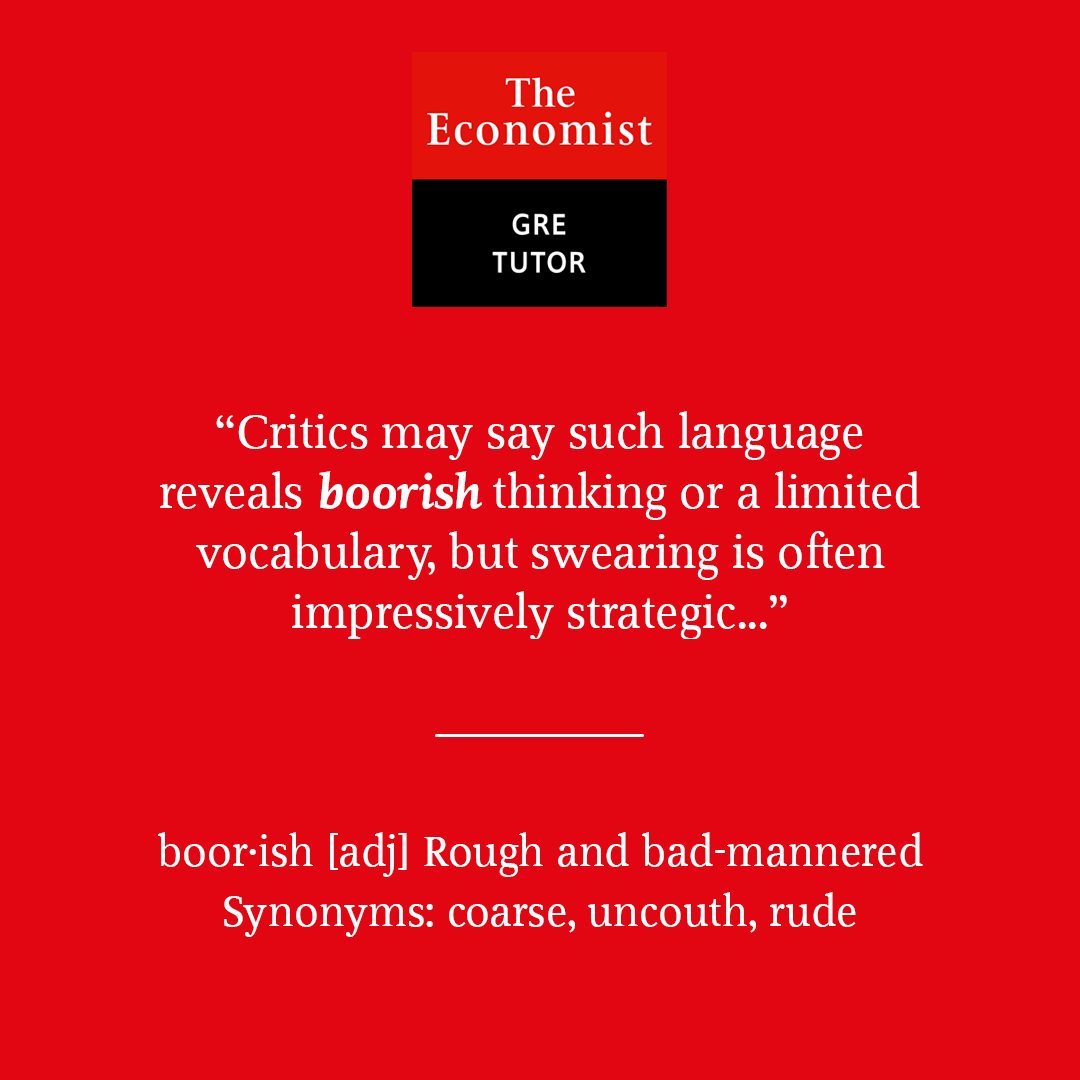 The
Economist
GRE
TUTOR
“Critics may say such language
reveals boorish thinking or a limited
vocabulary, but swearing is often
impressively strategic...”
boor·ish [adj] Rough and bad-mannered
Synonyms: coarse, uncouth, rude